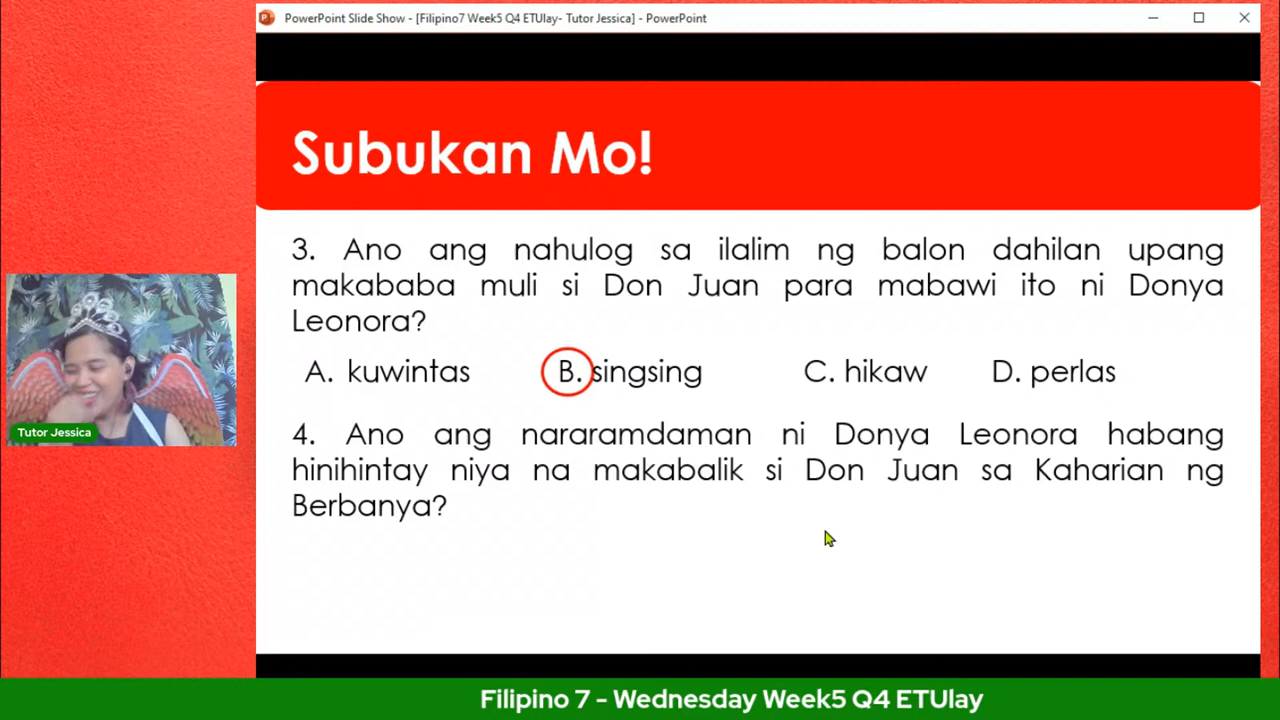 PowerPoint Slide Show - [Filipino7 Week5 Q4 ETUlay- Tutor Jessica] - PowerPoint
Subukan Mo!
3. Ano ang nahulog sa ilalim ng balon dahilan upang
makababa muli si Don Juan para mabawi ito ni Donya
Leonora?
A. kuwintas B. singsing C. hikaw D. perlas
4. Ano ang nararamdaman ni Donya Leonora habang
hinihintay niya na makabalik si Don Juan sa Kaharian ng
Berbanya?
Tutor Jessica
Filipino 7 - Wednesday Week5 Q4 ETUlay